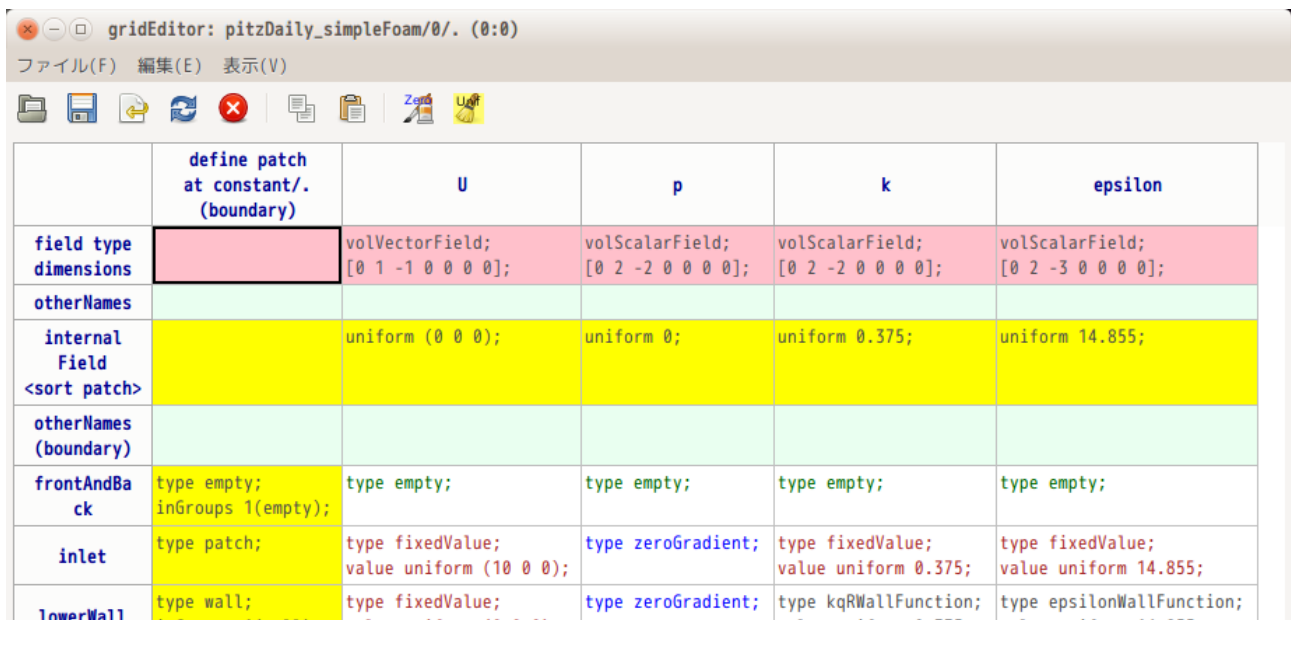 gridEditor: pitzDaily_simpleFoam/0/. (0:0)
ファイル(F) 編集(E) 表示(V)
Zero Unif
define patch
at constant/.
(boundary)
U
p
k
epsilon
field type
dimensions
volVectorField;
[0 1 -1 0 0 0 0];
volScalarField;
[0 2 -2 0 0 0 0];
volScalarField;
[0 2 -2 0 0 0 0];
volScalarField;
[0 2 -3 0 0 0 0];
otherNames
internal
Field
<sort patch>
uniform (0 0 0);
uniform 0;
uniform 0.375;
uniform 14.855;
otherNames
(boundary)
frontAndBa
ck
type empty;
inGroups 1(empty);
type empty;
type empty;
type empty;
type empty;
inlet
type patch;
type fixedValue;
value uniform (10 0 0);
type zeroGradient;
type fixedValue;
value uniform 0.375;
type fixedValue;
value uniform 14.855;
lowerWall
type wall;
type fixedValue;
type zeroGradient;
type kqRWallFunction;
type epsilonWallFunction;